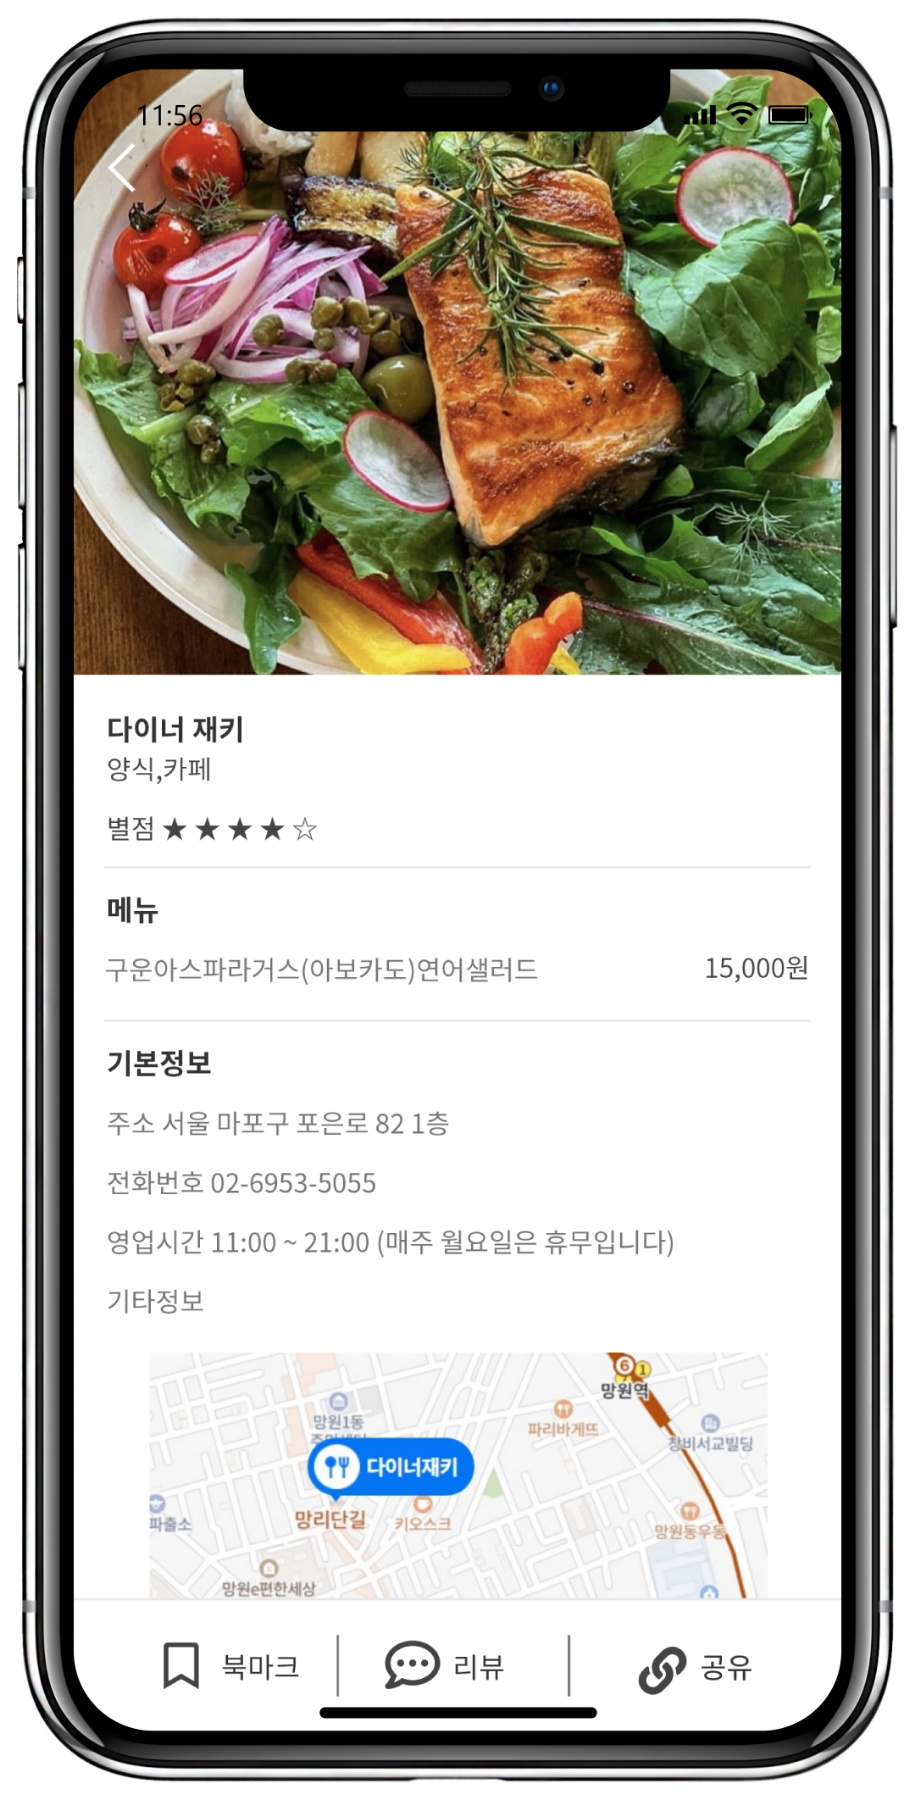 11:56
다이너 재키
양식,카페
별점 ★ ★ ★ ★ ☆
메뉴
구운아스파라거스(아보카도)연어샐러드 15,000원
기본정보
주소 서울 마포구 포은로 82 1층
전화번호 02-6953-5055
영업시간 11:00 ~ 21:00 (매주 월요일은 휴무입니다)
기타정보
6 1
망원역
망원1동
파리바게뜨
창비서교빌딩
다이너재키
파출소
망리단길
키오스크
망원동우동
망원e편한세상
북마크
리뷰
공유